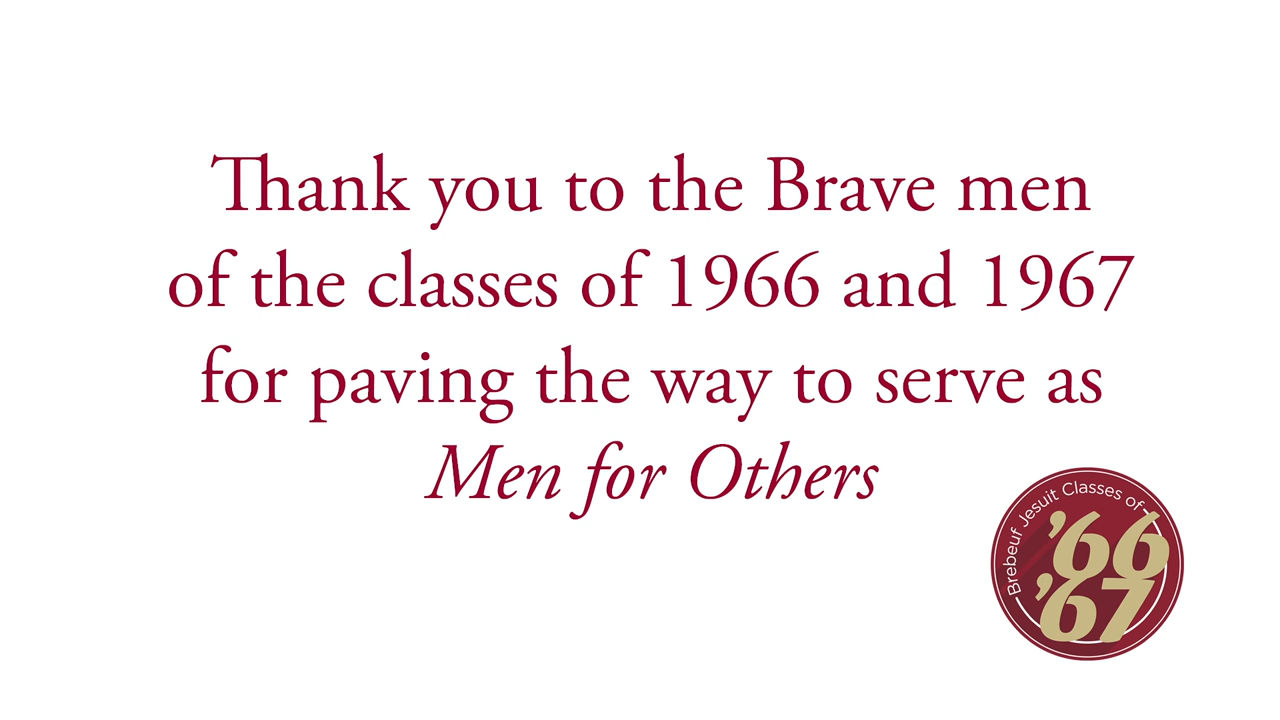 Thank you to the Brave men
of the classes of 1966 and 1967
for paving the way to serve as
Men for Others
Brebeuf Jesuit Classes of
'66
'67